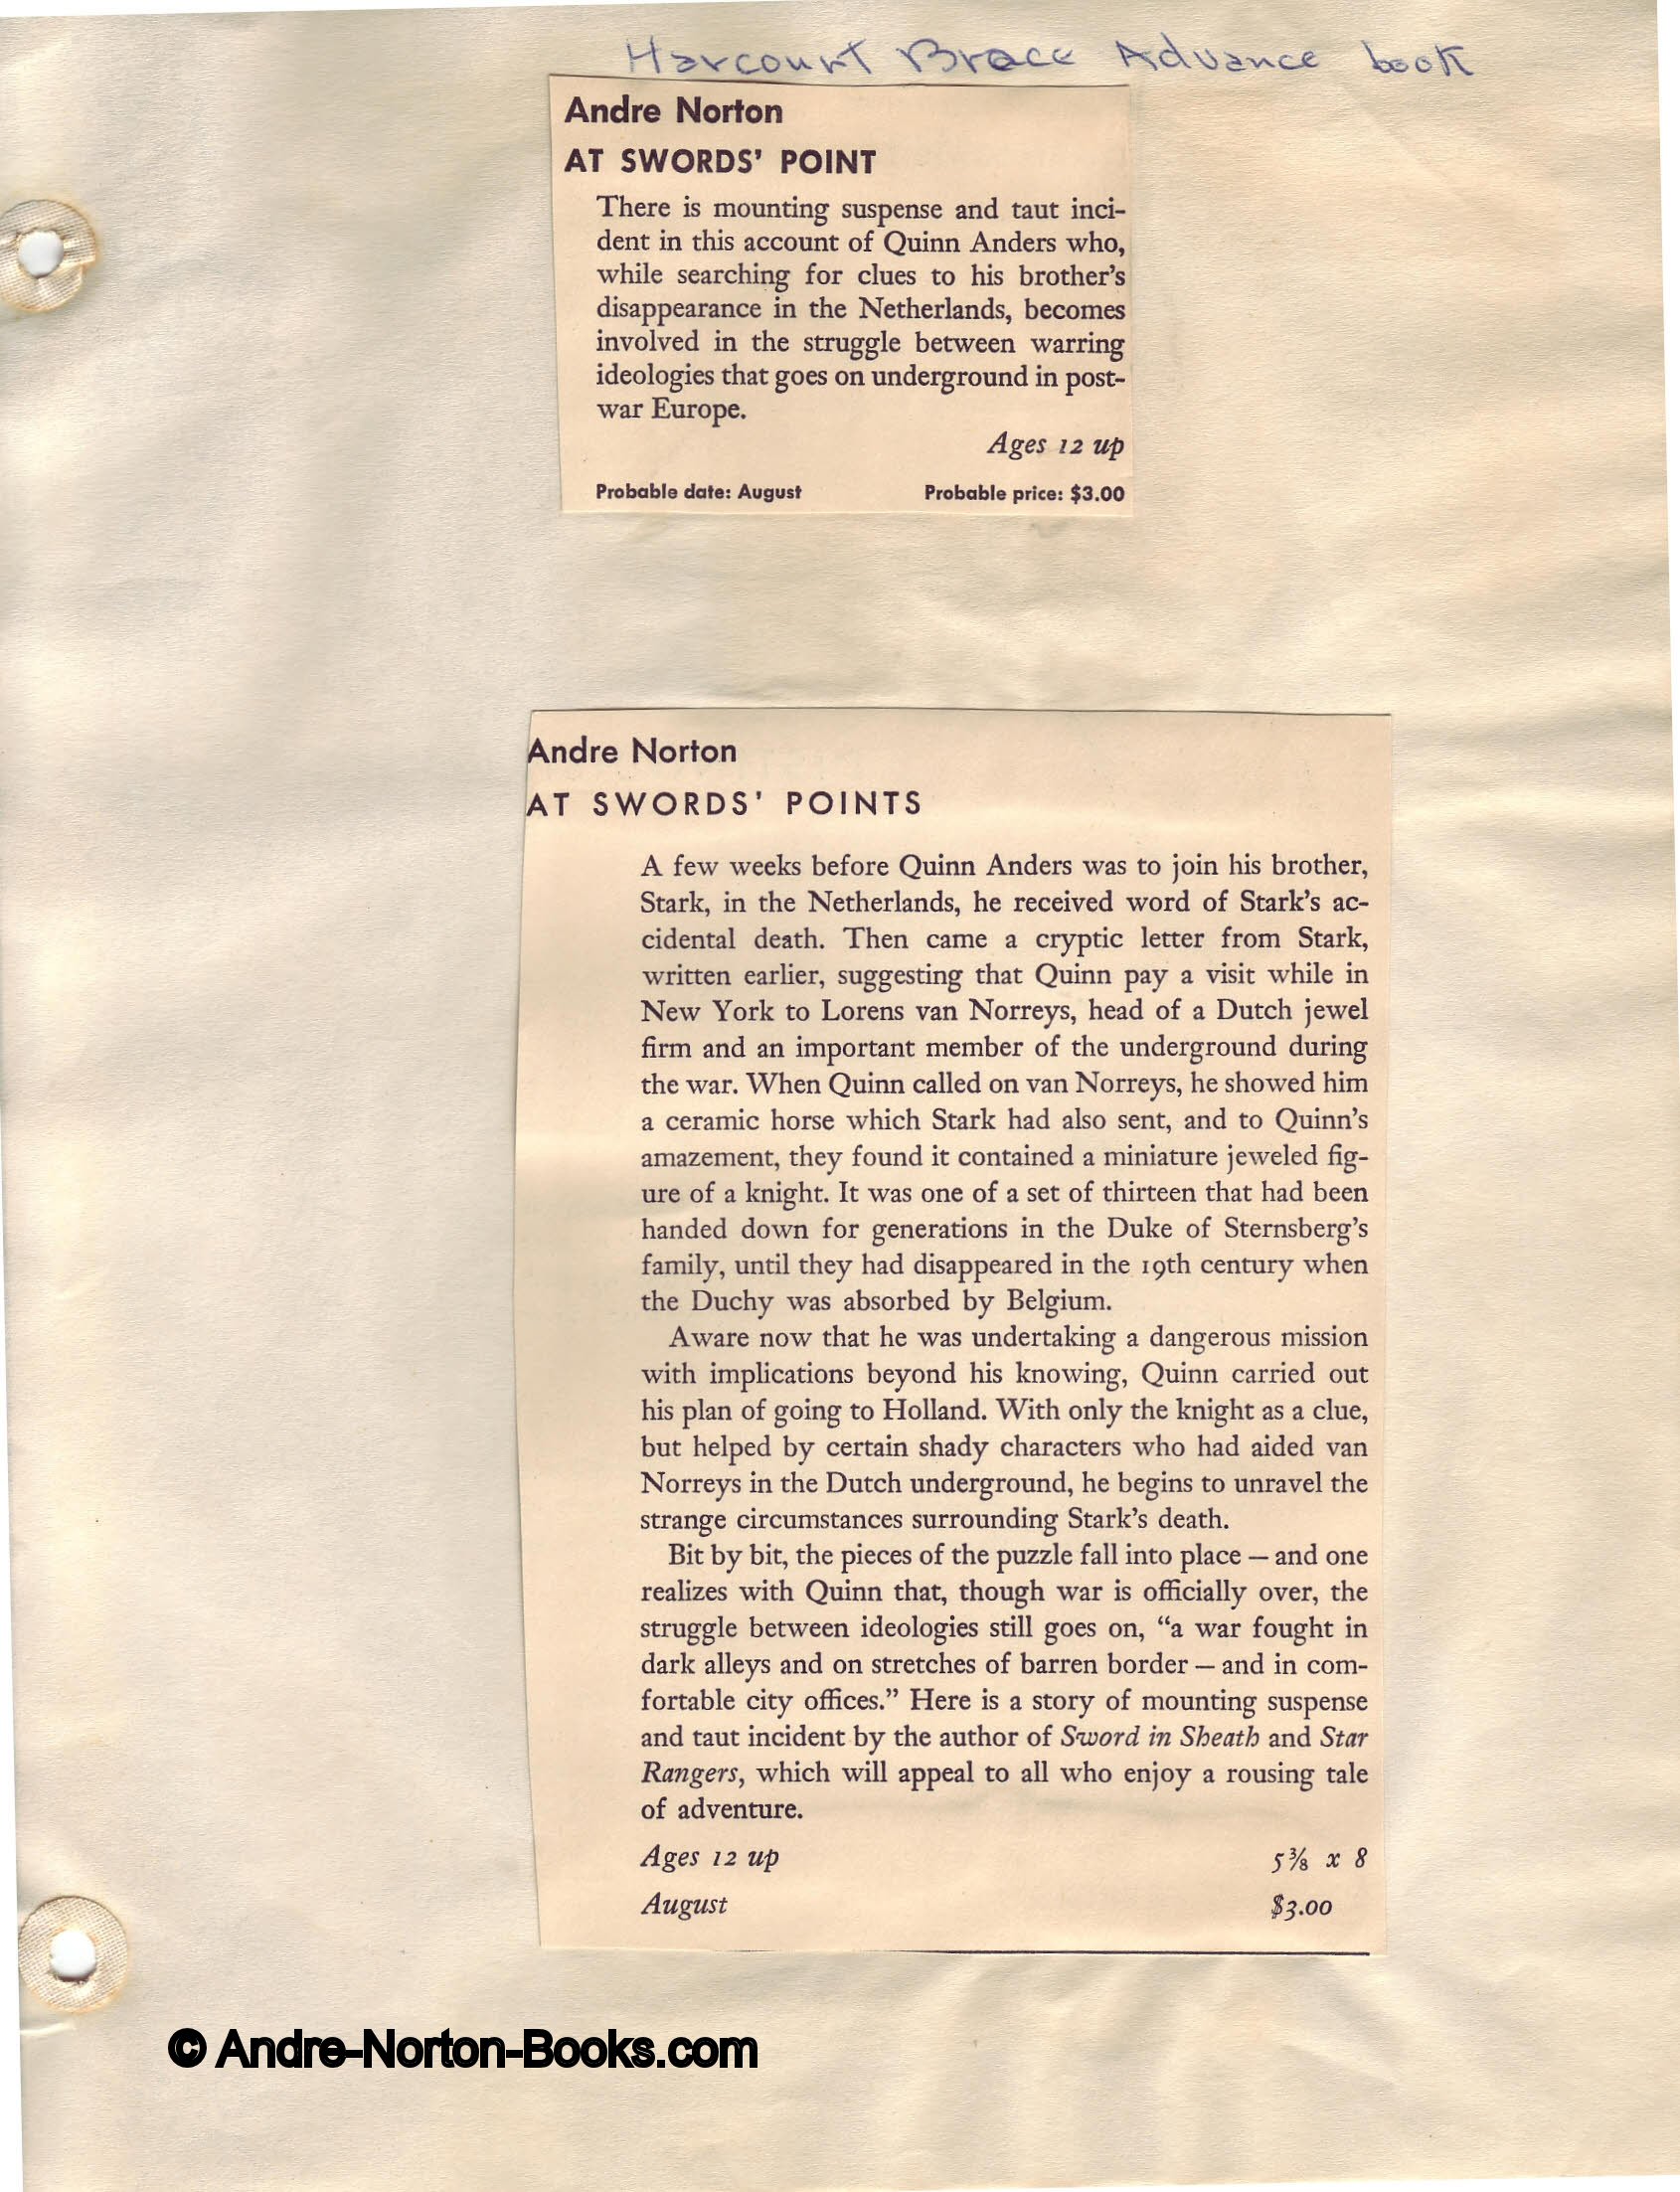 Harcourt Brace Advance book
Andre Norton
AT SWORDS' POINT
There is mounting suspense and taut inci-
dent in this account of Quinn Anders who,
while searching for clues to his brother's
disappearance in the Netherlands, becomes
involved in the struggle between warring
ideologies that goes on underground in post-
war Europe.
Ages 12 up
Probable date: August Probable price: $3.00
Andre Norton
AT SWORDS' POINTS
A few weeks before Quinn Anders was to join his brother,
Stark, in the Netherlands, he received word of Stark's ac-
cidental death. Then came a cryptic letter from Stark,
written earlier, suggesting that Quinn pay a visit while in
New York to Lorens van Norreys, head of a Dutch jewel
firm and an important member of the underground during
the war. When Quinn called on van Norreys, he showed him
a ceramic horse which Stark had also sent, and to Quinn's
amazement, they found it contained a miniature jeweled fig-
ure of a knight. It was one of a set of thirteen that had been
handed down for generations in the Duke of Sternsberg's
family, until they had disappeared in the 19th century when
the Duchy was absorbed by Belgium.
Aware now that he was undertaking a dangerous mission
with implications beyond his knowing, Quinn carried out
his plan of going to Holland. With only the knight as a clue,
but helped by certain shady characters who had aided van
Norreys in the Dutch underground, he begins to unravel the
strange circumstances surrounding Stark's death.
Bit by bit, the pieces of the puzzle fall into place — and one
realizes with Quinn that, though war is officially over, the
struggle between ideologies still goes on, “a war fought in
dark alleys and on stretches of barren border — and in com-
fortable city offices.” Here is a story of mounting suspense
and taut incident by the author of Sword in Sheath and Star
Rangers, which will appeal to all who enjoy a rousing tale
of adventure.
Ages 12 up 5⅜ x 8
August $3.00
© Andre-Norton-Books.com